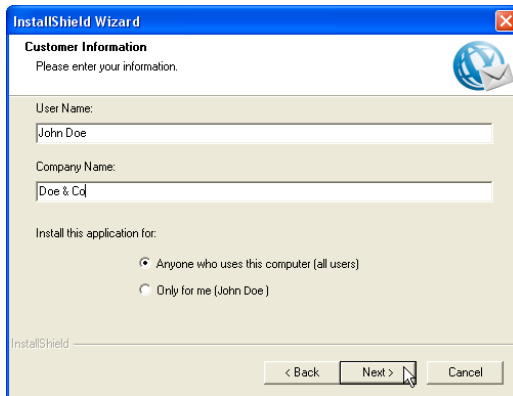 InstallShield Wizard
Customer Information
Please enter your information.
User Name:
John Doe
Company Name:
Doe & Co
Install this application for:
Anyone who uses this computer (all users)
Only for me (John Doe )
InstallShield
< Back
Next >
Cancel